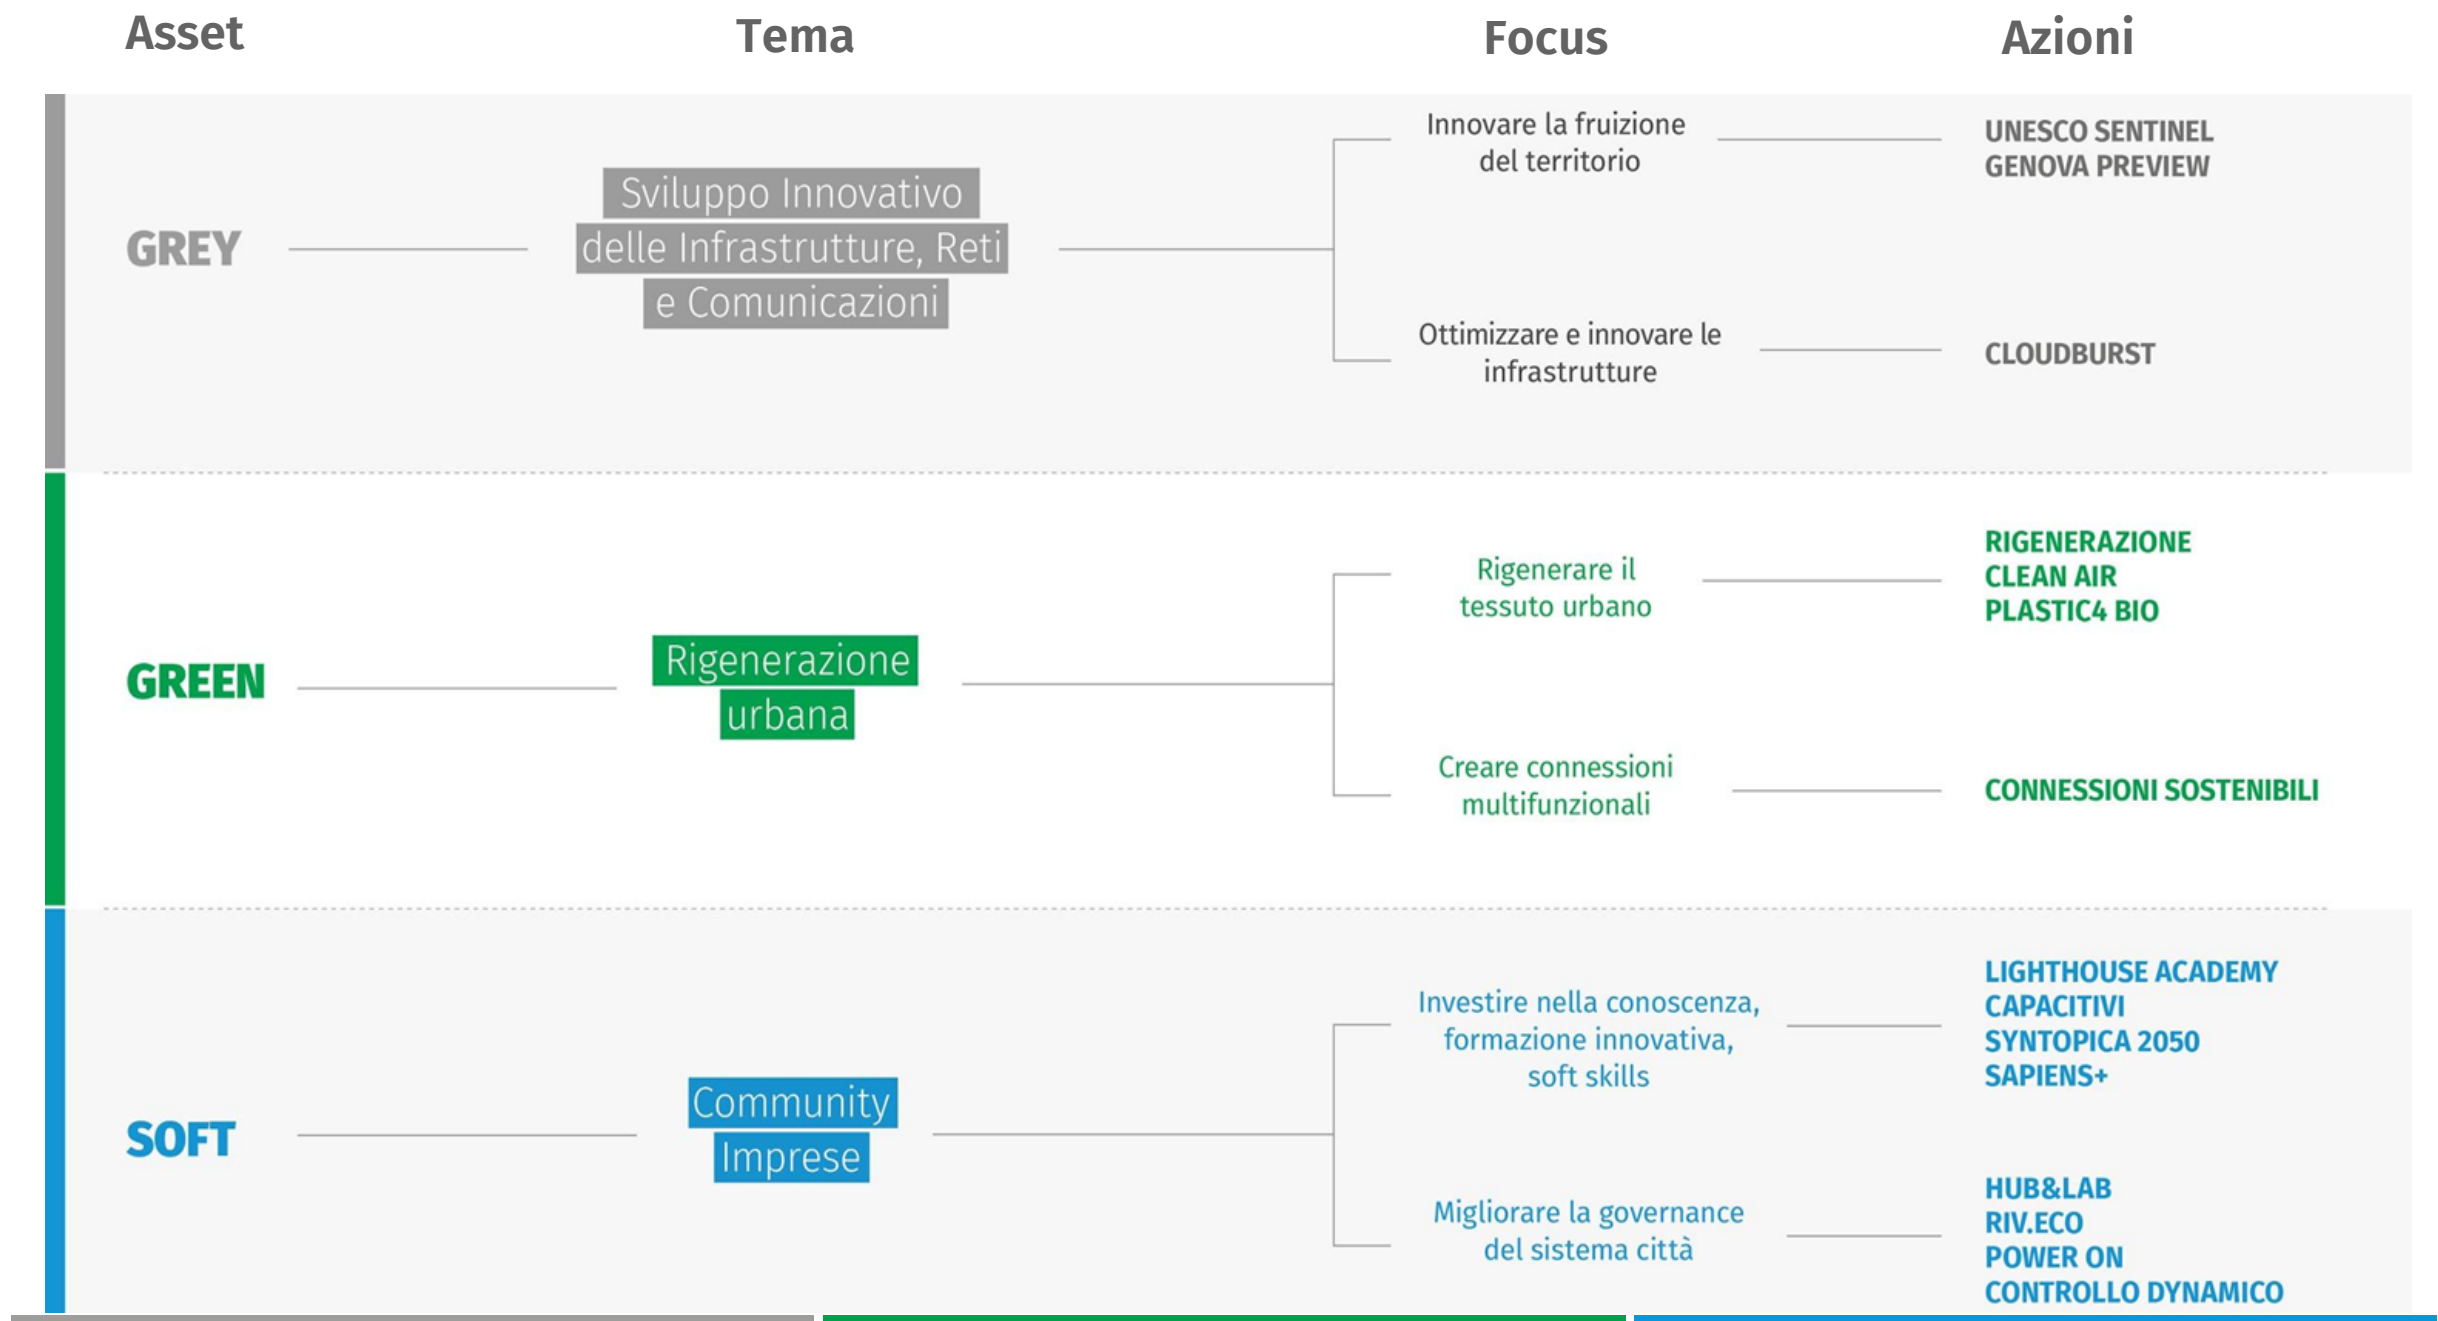 Asset
Tema
Focus
Azioni
GREY
Sviluppo Innovativo
delle Infrastrutture, Reti
e Comunicazioni
Innovare la fruizione
del territorio
UNESCO SENTINEL
GENOVA PREVIEW
Ottimizzare e innovare le
infrastrutture
CLOUDBURST
GREEN
Rigenerazione
urbana
Rigenerare il
tessuto urbano
RIGENERAZIONE
CLEAN AIR
PLASTIC4 BIO
Creare connessioni
multifunzionali
CONNESSIONI SOSTENIBILI
SOFT
Community
Imprese
Investire nella conoscenza,
formazione innovativa,
soft skills
LIGHTHOUSE ACADEMY
CAPACITIVI
SYNTOPICA 2050
SAPIENS+
Migliorare la governance
del sistema città
HUB&LAB
RIV.ECO
POWER ON
CONTROLLO DYNAMICO